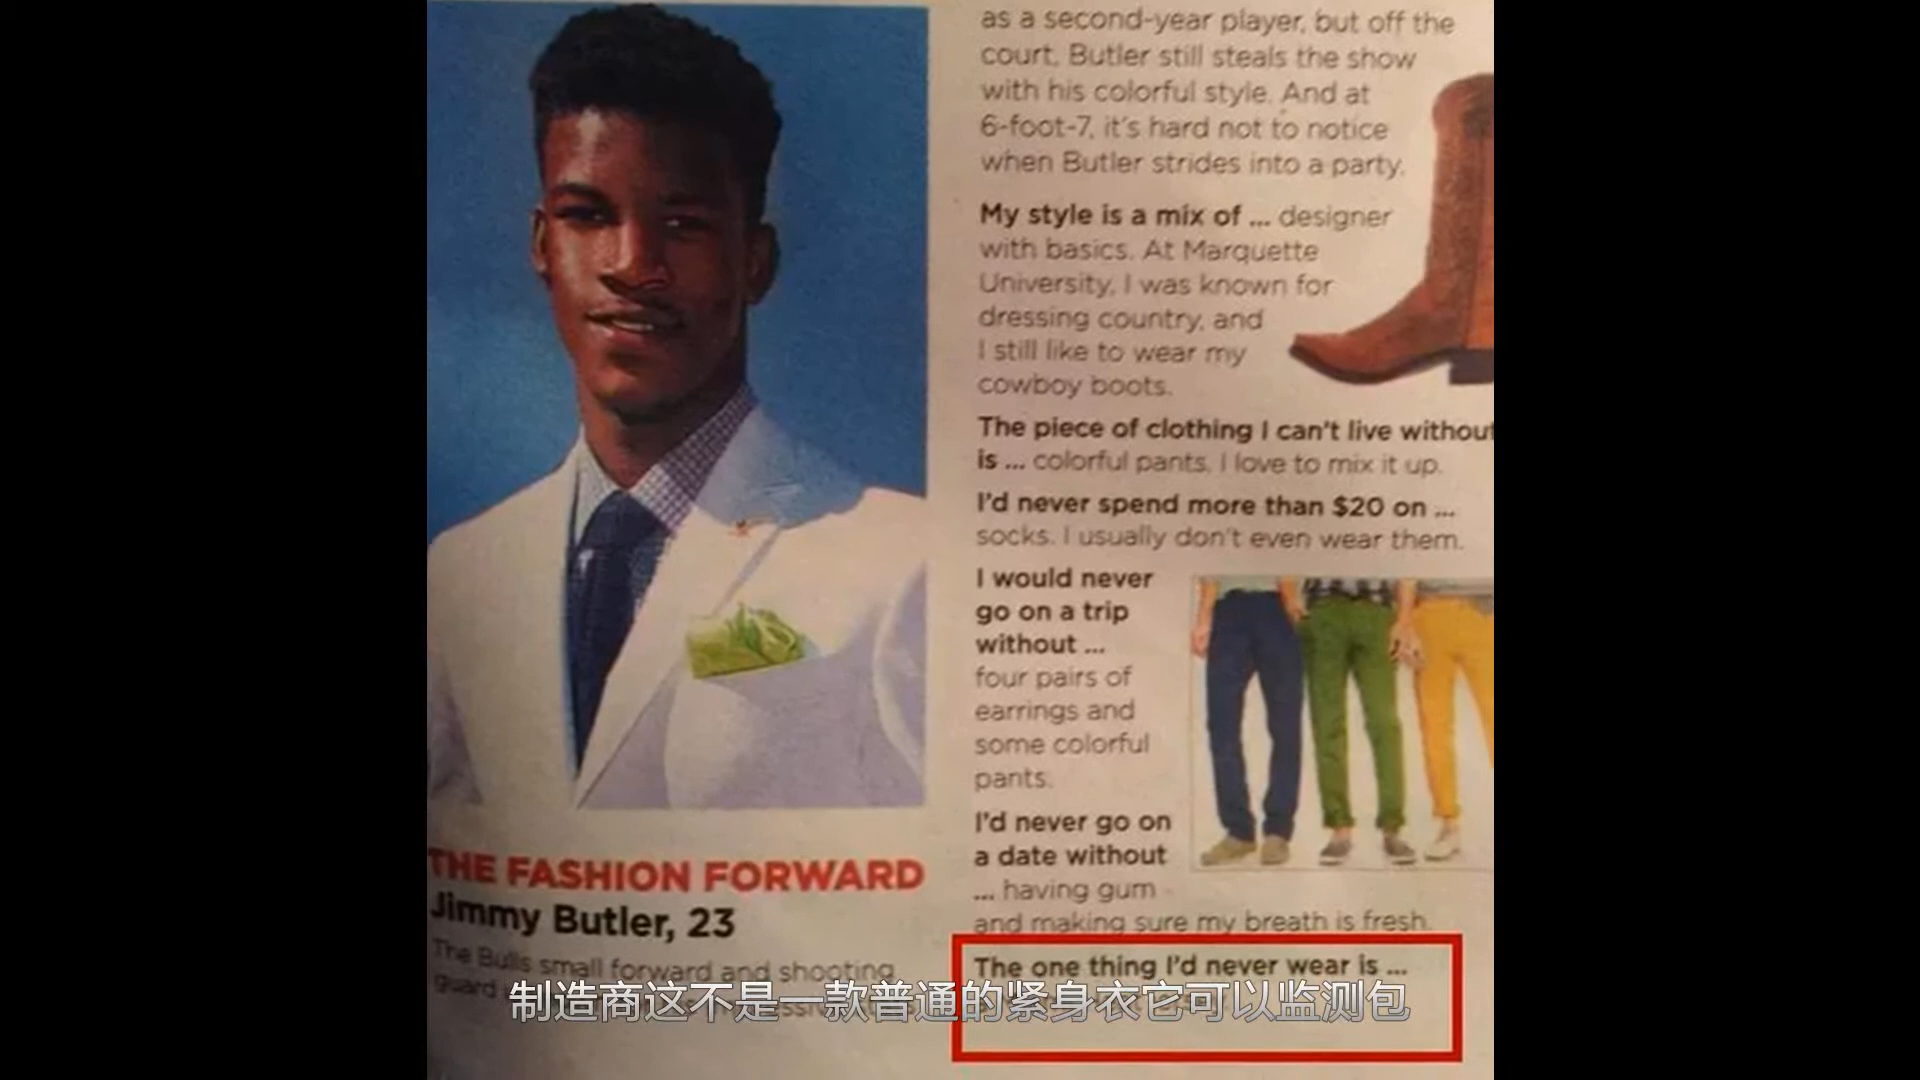 THE FASHION FORWARD
Jimmy Butler, 23
The Bulls small forward and shooting
guard
as a second-year player, but off the
court, Butler still steals the show
with his colorful style. And at
6-foot-7, it's hard not to notice
when Butler strides into a party.
My style is a mix of ... designer
with basics. At Marquette
University, I was known for
dressing country, and
I still like to wear my
cowboy boots.
The piece of clothing I can't live without
is ... colorful pants. I love to mix it up.
I'd never spend more than $20 on ...
socks. I usually don't even wear them.
I would never
go on a trip
without ...
four pairs of
earrings and
some colorful
pants.
I'd never go on
a date without
... having gum
and making sure my breath is fresh.
The one thing I'd never wear is ...
制造商这不是一款普通的紧身衣它可以监测包